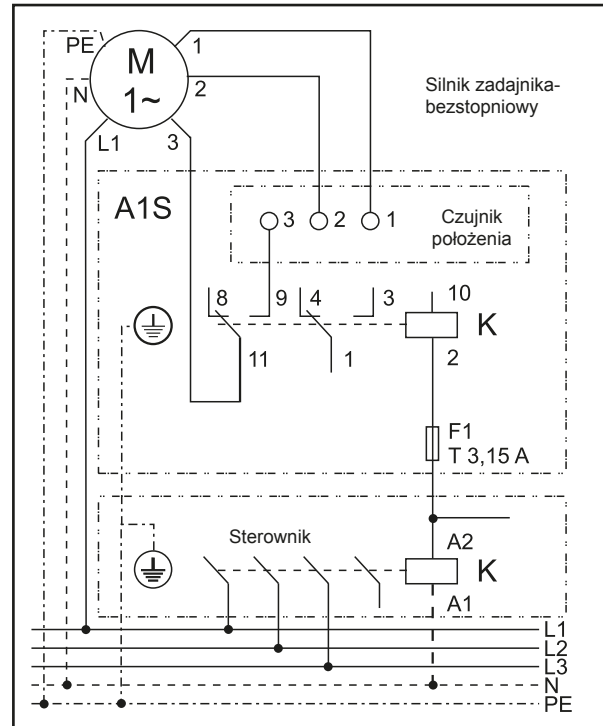 PE
1
M
1~
N
2
L1
3
Silnik zadajnika-
bezstopniowy
A1S
3 2 1
Czujnik
położenia
8 9 4 3 10
K
11 1 2
F1
T 3,15 A
Sterownik
A2
K
A1
L1
L2
L3
N
PE